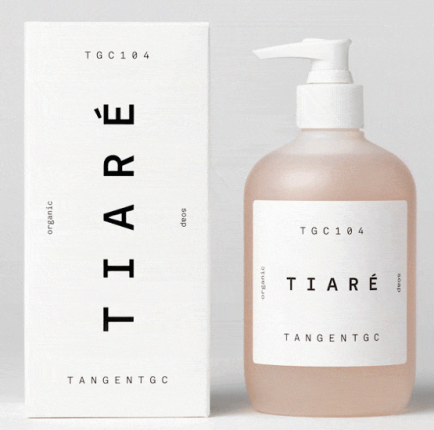 TGC104
organic
TIARÉ
soap
TANGENTGC
TGC104
organic
TIARÉ
soap
TANGENTGC